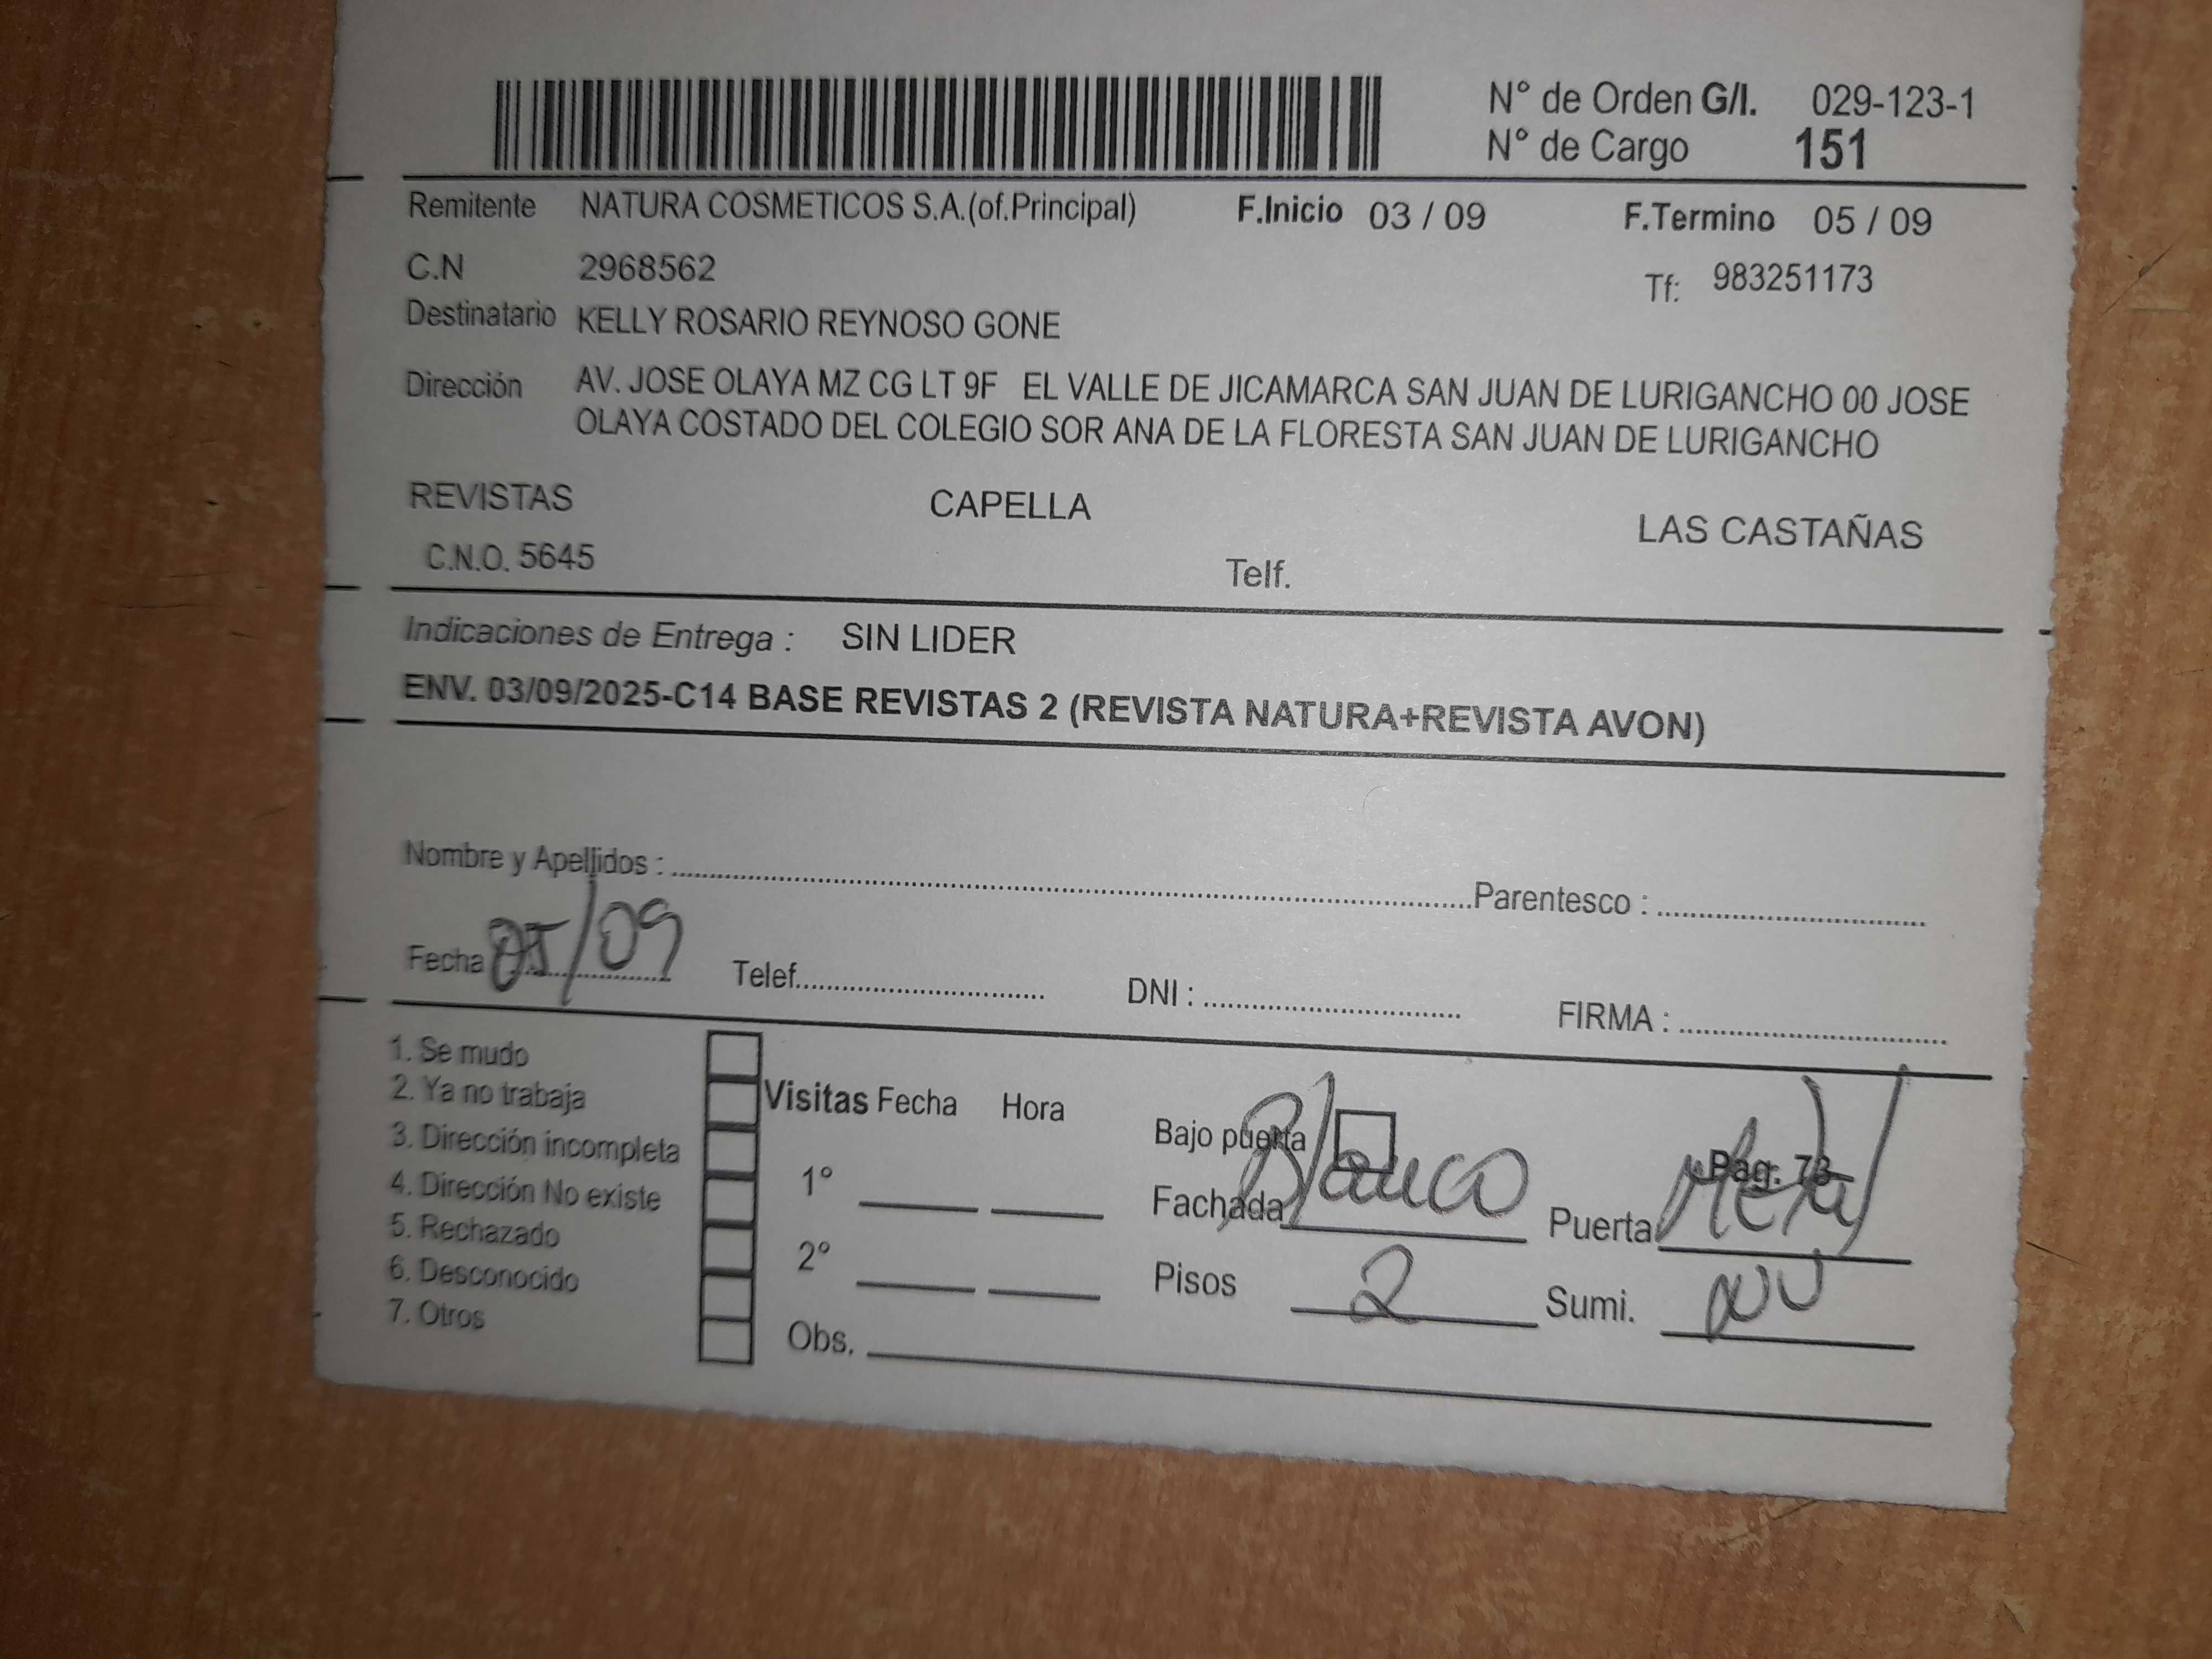 N° de Orden G/I. 029-123-1
N° de Cargo 151
Remitente NATURA COSMETICOS S.A.(of.Principal) F.Inicio 03 / 09 F.Termino 05 / 09
C.N 2968562 Tf: 983251173
Destinatario KELLY ROSARIO REYNOSO GONE
Dirección AV. JOSE OLAYA MZ CG LT 9F EL VALLE DE JICAMARCA SAN JUAN DE LURIGANCHO 00 JOSE
OLAYA COSTADO DEL COLEGIO SOR ANA DE LA FLORESTA SAN JUAN DE LURIGANCHO
REVISTAS CAPELLA LAS CASTAÑAS
C.N.O. 5645 Telf.
Indicaciones de Entrega : SIN LIDER
ENV. 03/09/2025-C14 BASE REVISTAS 2 (REVISTA NATURA+REVISTA AVON)
Nombre y Apellidos : Parentesco :
Fecha 05/09 Telef. DNI : FIRMA :
1. Se mudo
2. Ya no trabaja
3. Dirección incompleta
4. Dirección No existe
5. Rechazado
6. Desconocido
7. Otros
Visitas Fecha Hora
1°
2°
Obs.
Bajo puerta Pag. 73
Fachada Blanco Puerta Metal
Pisos 2 Sumi.